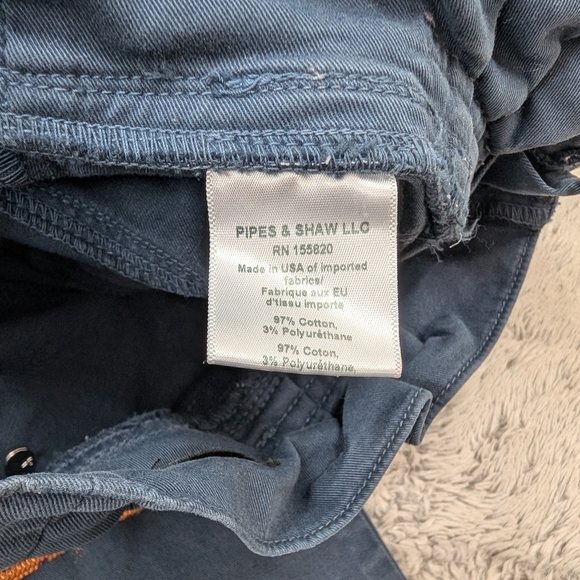 PIPES & SHAW LLC
RN 155820
Made in USA of imported
fabrics/
Fabrique aux EU
d'tissu importe
97% Cotton,
3% Polyuréthane
97% Coton,
3% Polyuréthane,